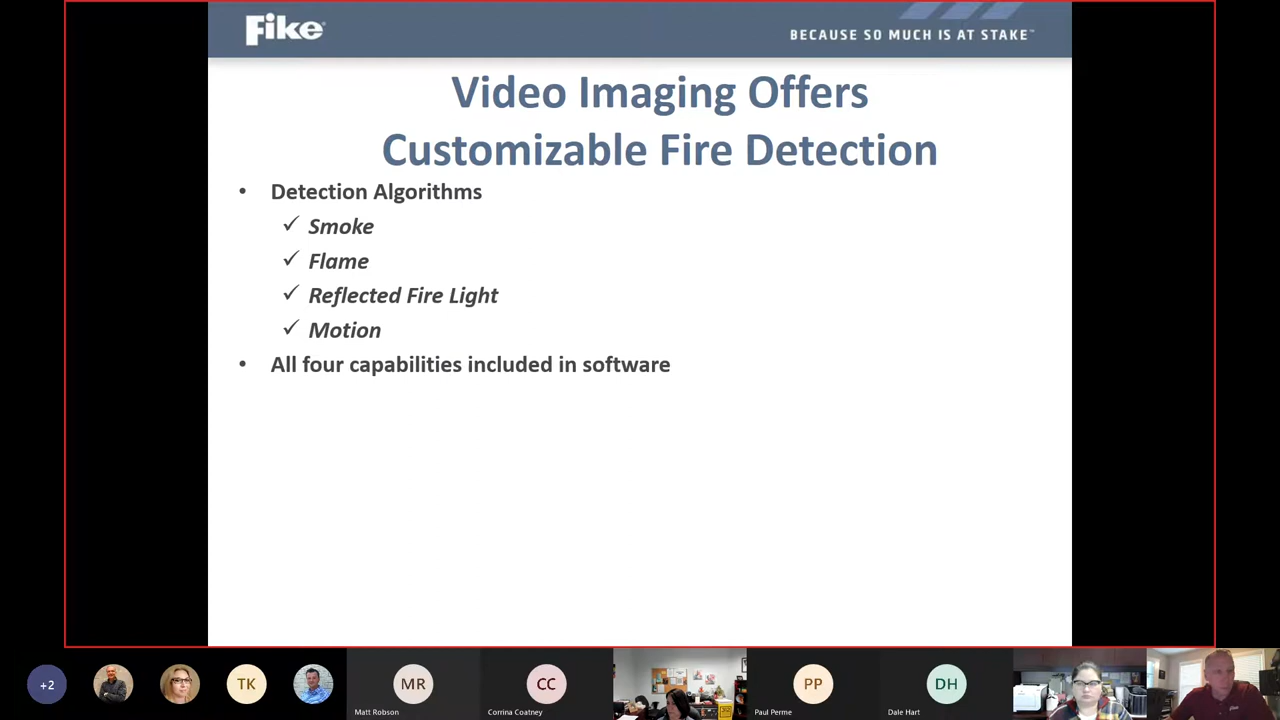 Fike
BECAUSE SO MUCH IS AT STAKE™
Video Imaging Offers
Customizable Fire Detection
• Detection Algorithms
✓ Smoke
✓ Flame
✓ Reflected Fire Light
✓ Motion
• All four capabilities included in software
+2
TK
MR
CC
PP
DH
Matt Robson
Corrina Coatney
Paul Perme
Dale Hart